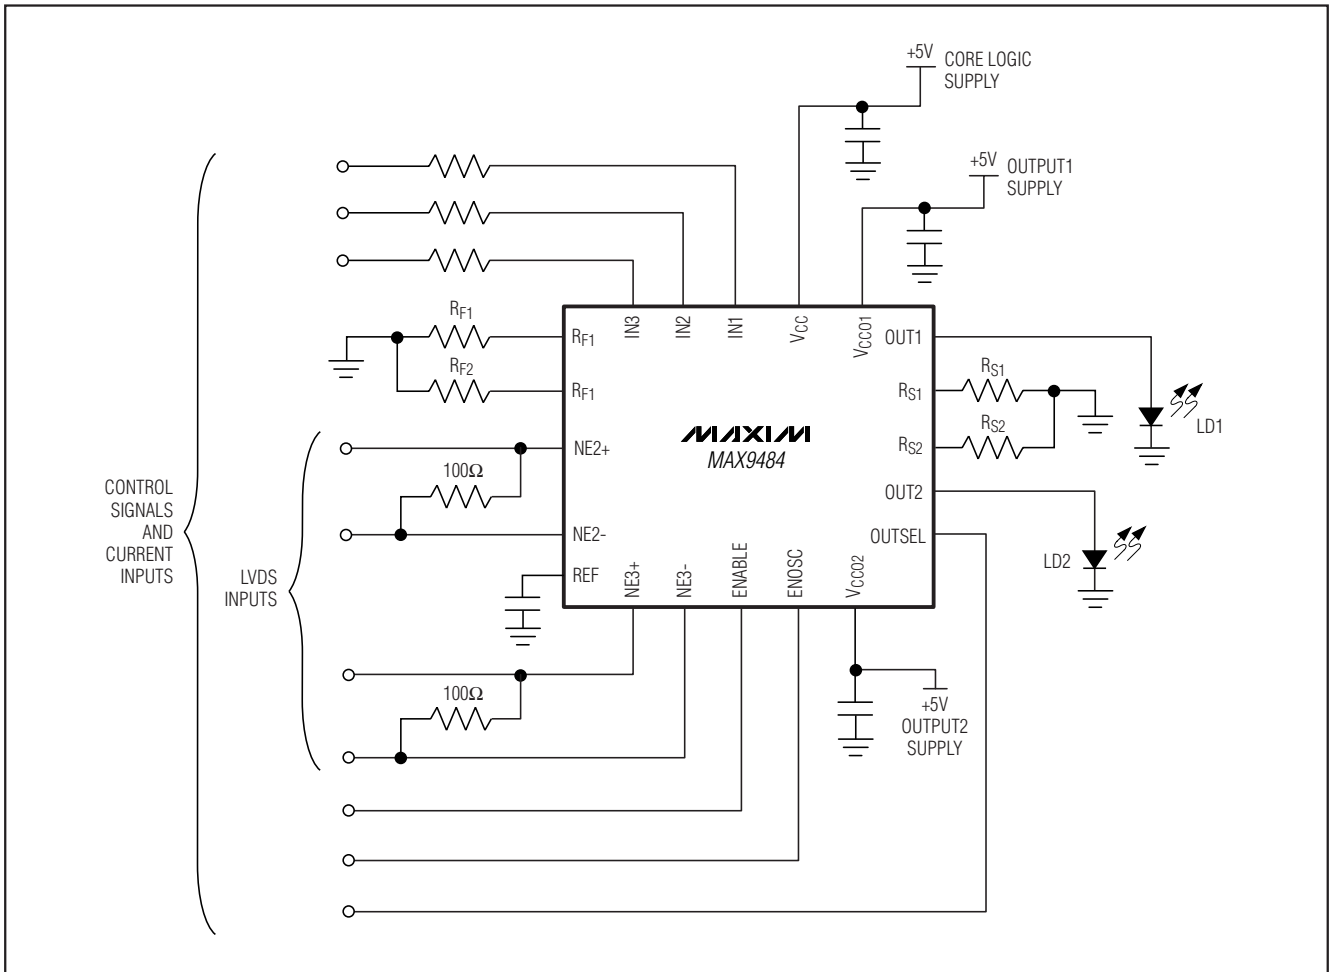 +5V
CORE LOGIC
SUPPLY
+5V
OUTPUT1
SUPPLY
RF1
RF2
RF1
RF1
IN3
IN2
IN1
VCC
VCCO1
OUT1
RS1
RS2
RS1
RS2
LD1
MAXIM
MAX9484
NE2+
100Ω
NE2-
REF
NE3+
NE3-
ENABLE
ENOSC
VCCO2
OUT2
OUTSEL
LD2
CONTROL
SIGNALS
AND
CURRENT
INPUTS
LVDS
INPUTS
100Ω
+5V
OUTPUT2
SUPPLY